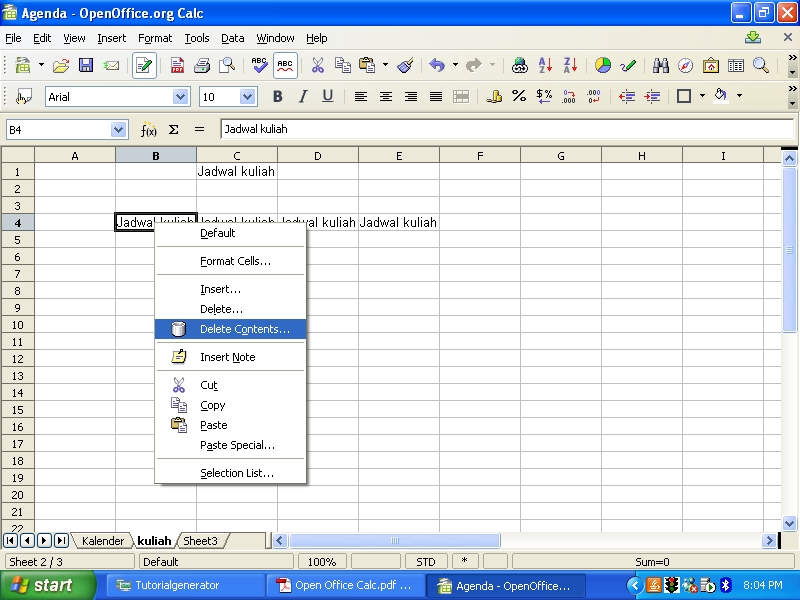 Agenda - OpenOffice.org Calc
File Edit View Insert Format Tools Data Window Help
Arial 10 B I U
B4 f(x) Σ = Jadwal kuliah
A B C D E F G H I
1 Jadwal kuliah
2
3
4 Jadwal kuliah Jadwal kuliah Jadwal kuliah Jadwal kuliah
5
6
7
8
9
10
11
12
13
14
15
16
17
18
19
20
21
22
Default
Format Cells...
Insert...
Delete...
Delete Contents...
Insert Note
Cut
Copy
Paste
Paste Special...
Selection List...
Kalender kuliah Sheet3
Sheet 2 / 3 Default 100% STD * Sum=0
start Tutorialgenerator Open Office Calc.pdf ... Agenda - OpenOffice... 8:04 PM